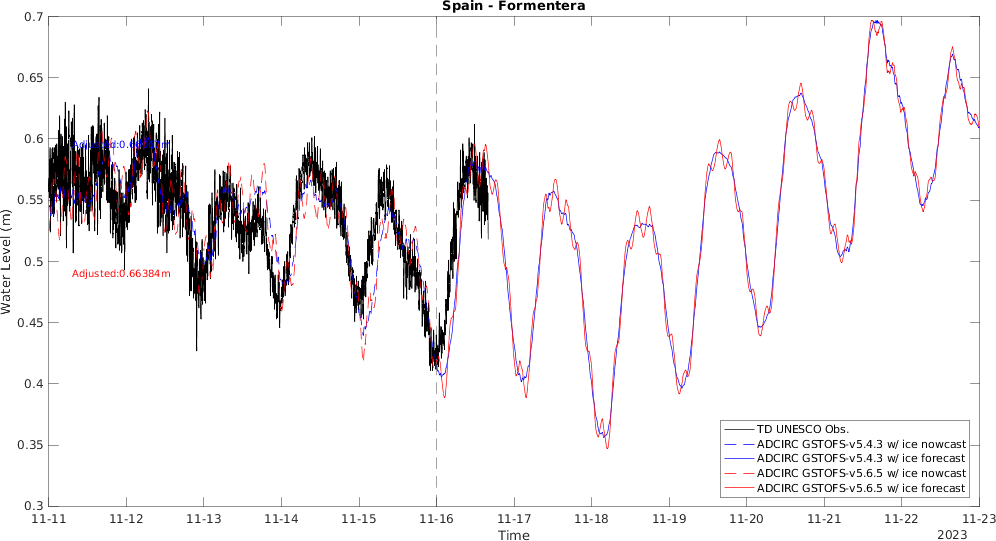 Spain - Formentera
0.7
0.65
0.6
0.55
0.5
0.45
0.4
0.35
0.3
Water Level (m)
Adjusted:0.66384m
11-11
11-12
11-13
11-14
11-15
11-16
11-17
11-18
11-19
11-20
11-21
11-22
11-23
Time
2023
TD UNESCO Obs.
ADCIRC GSTOFS-v5.4.3 w/ ice nowcast
ADCIRC GSTOFS-v5.4.3 w/ ice forecast
ADCIRC GSTOFS-v5.6.5 w/ ice nowcast
ADCIRC GSTOFS-v5.6.5 w/ ice forecast